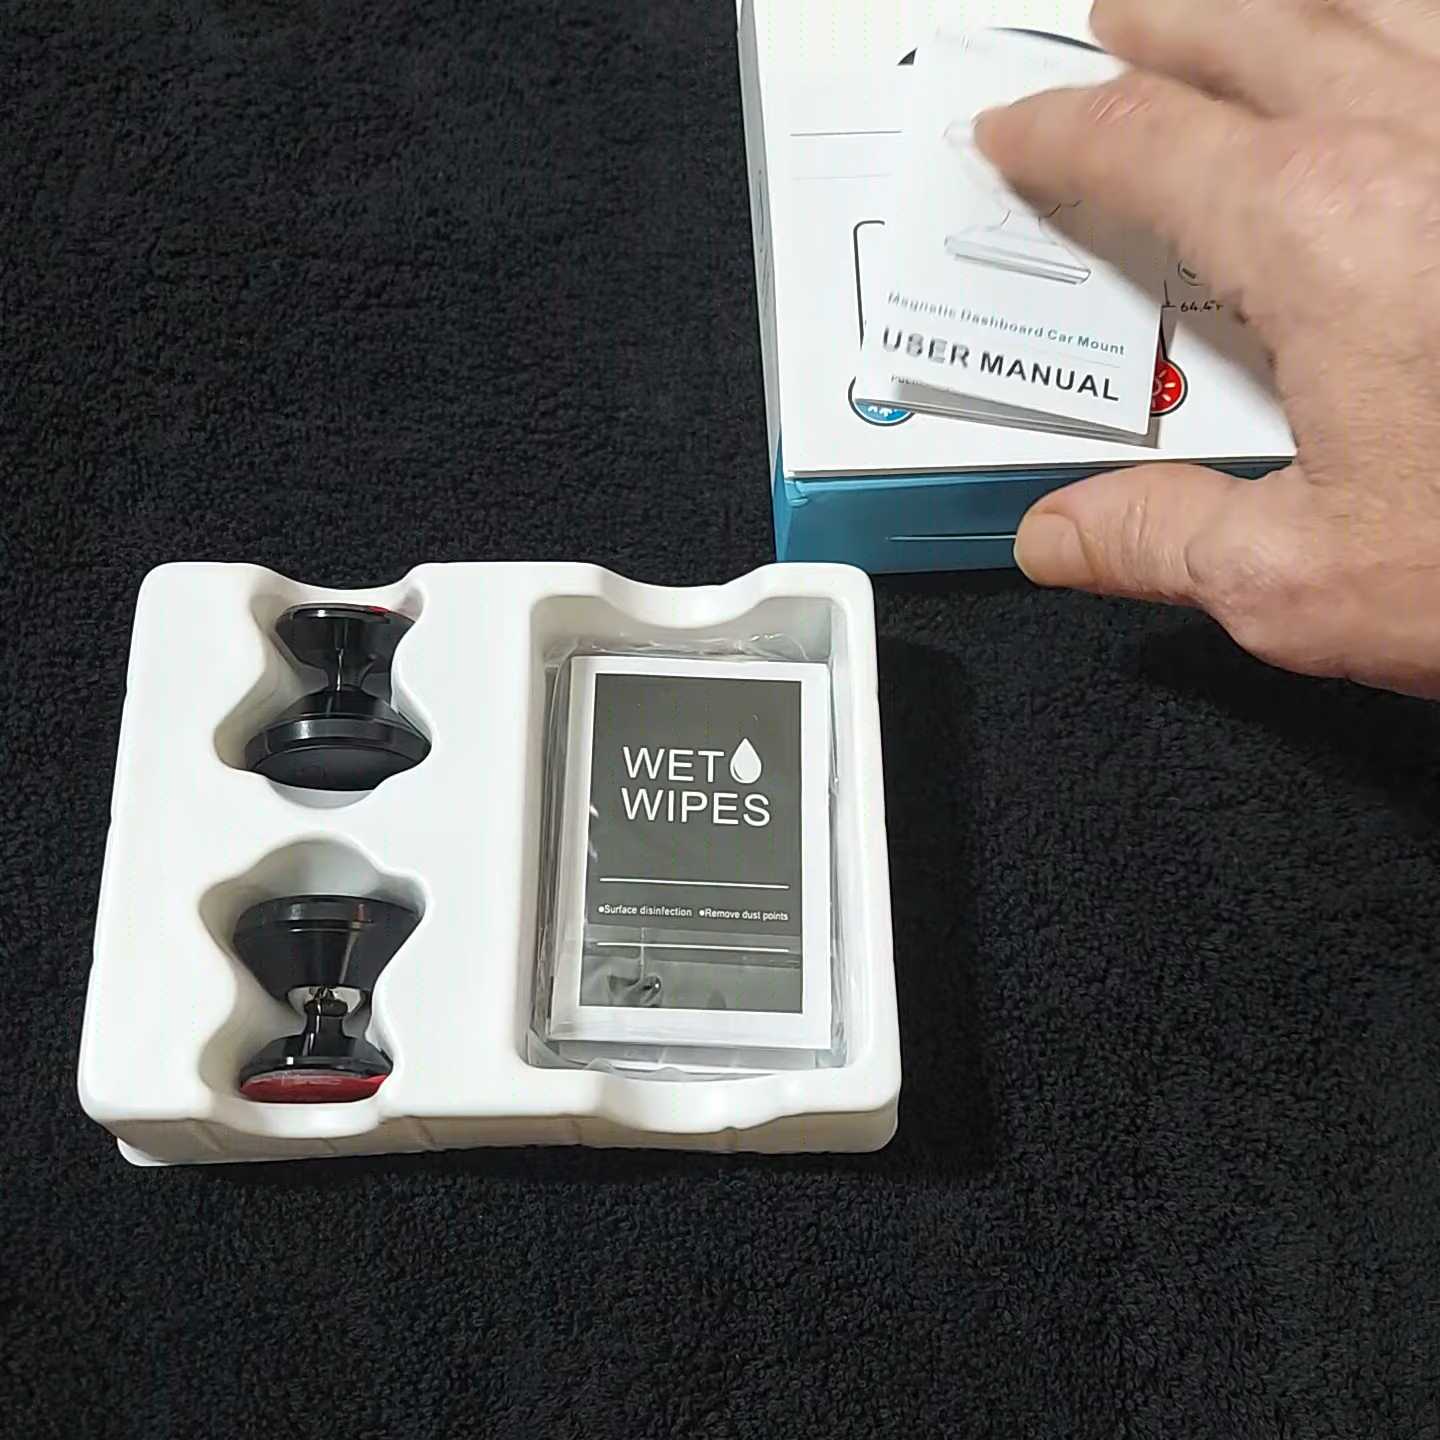 Magnetic Dashboard Car Mount
USER MANUAL
WET
WIPES
●Surface disinfection ●Remove dust points